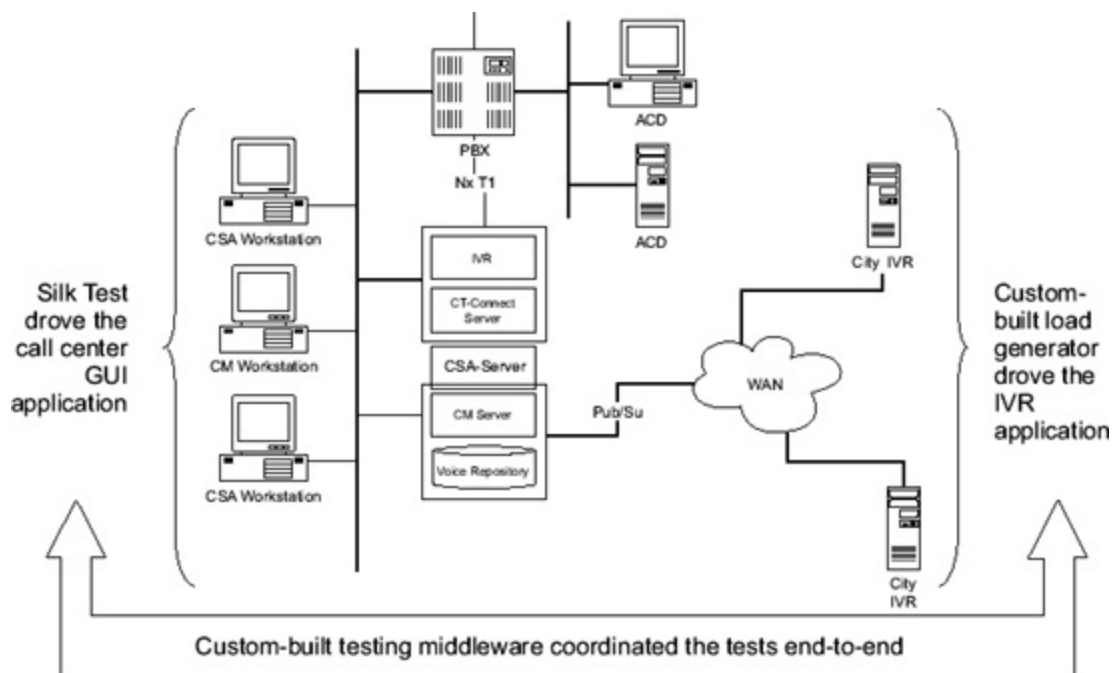 ACD
PBX
Nx T1
ACD
CSA Workstation
IVR
City IVR
CT-Connect
Server
Silk Test
drove the
call center
GUI
application
Custom-
built load
generator
drove the
IVR
application
CM Workstation
CSA-Server
WAN
CM Server
Pub/Su
Voice Repository
CSA Workstation
City
IVR
Custom-built testing middleware coordinated the tests end-to-end